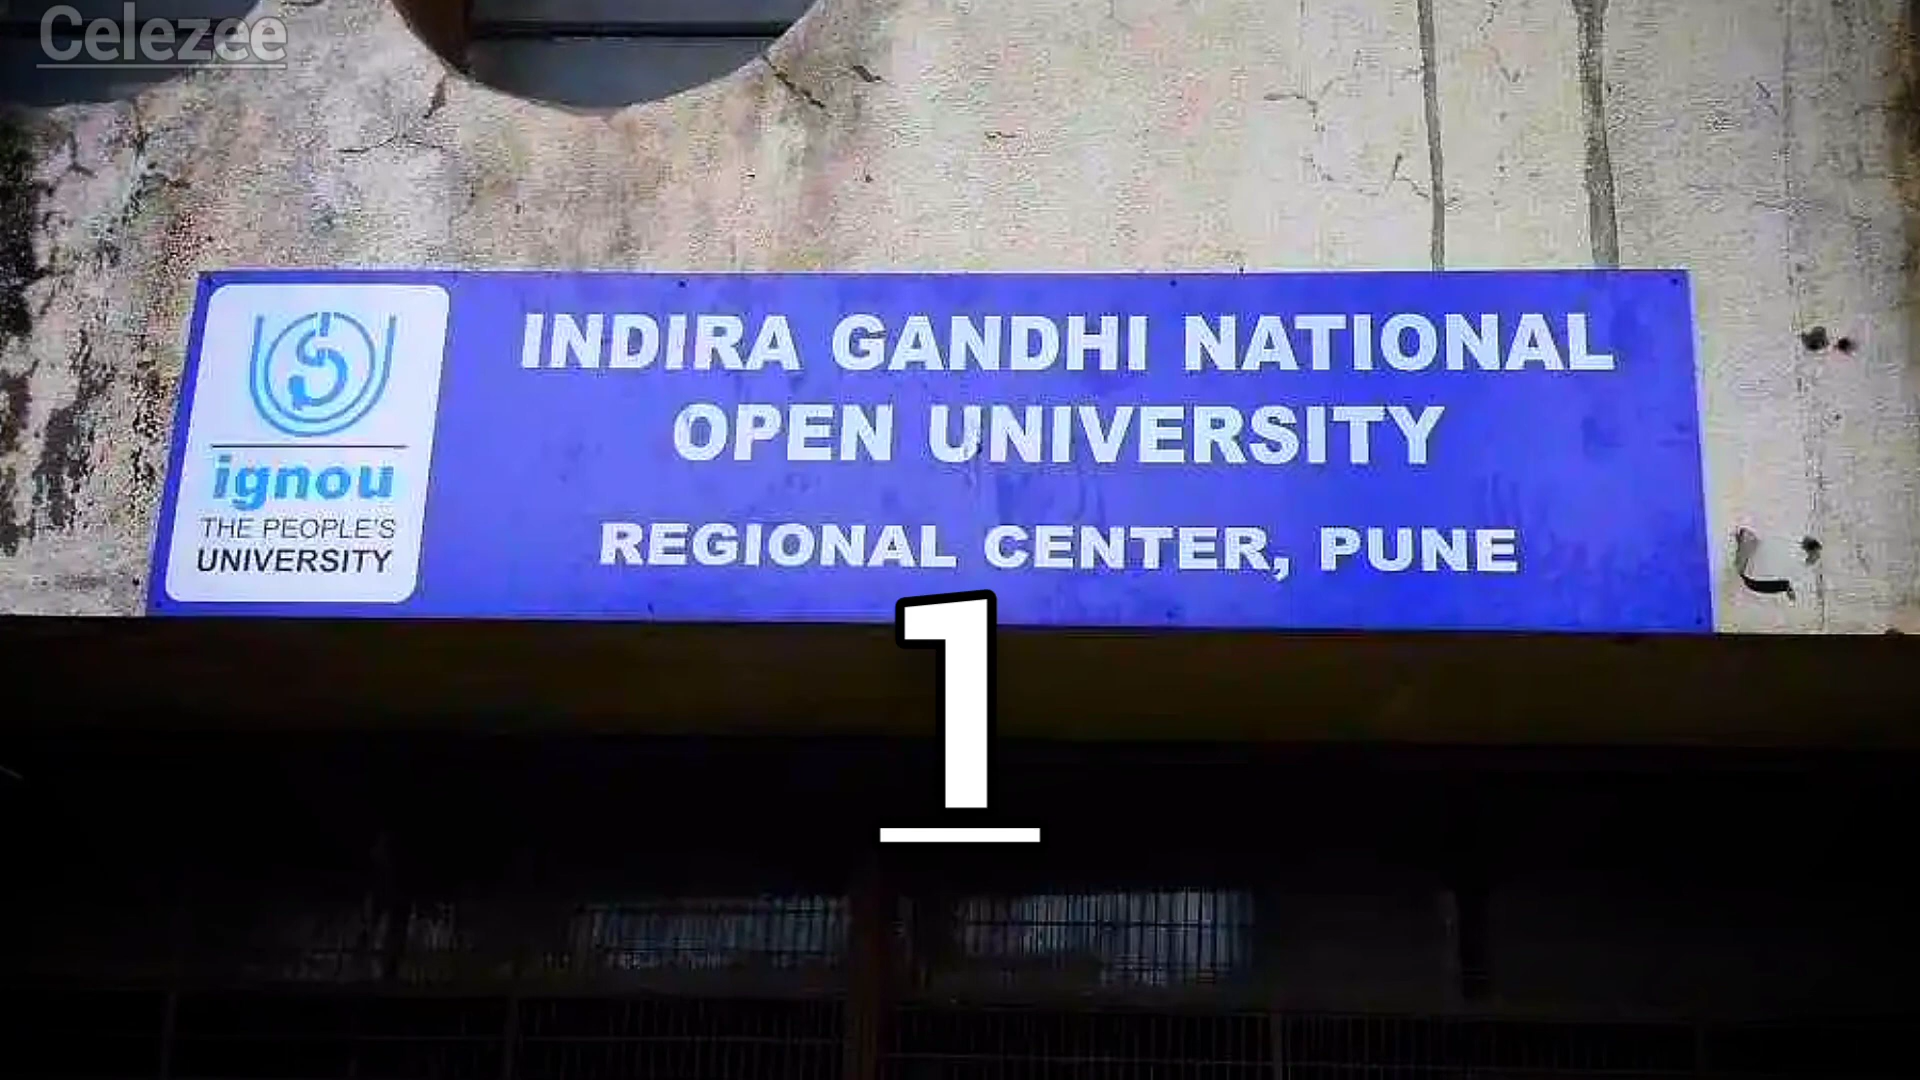 Celezee
INDIRA GANDHI NATIONAL
OPEN UNIVERSITY
REGIONAL CENTER, PUNE
ignou
THE PEOPLE'S
UNIVERSITY
1